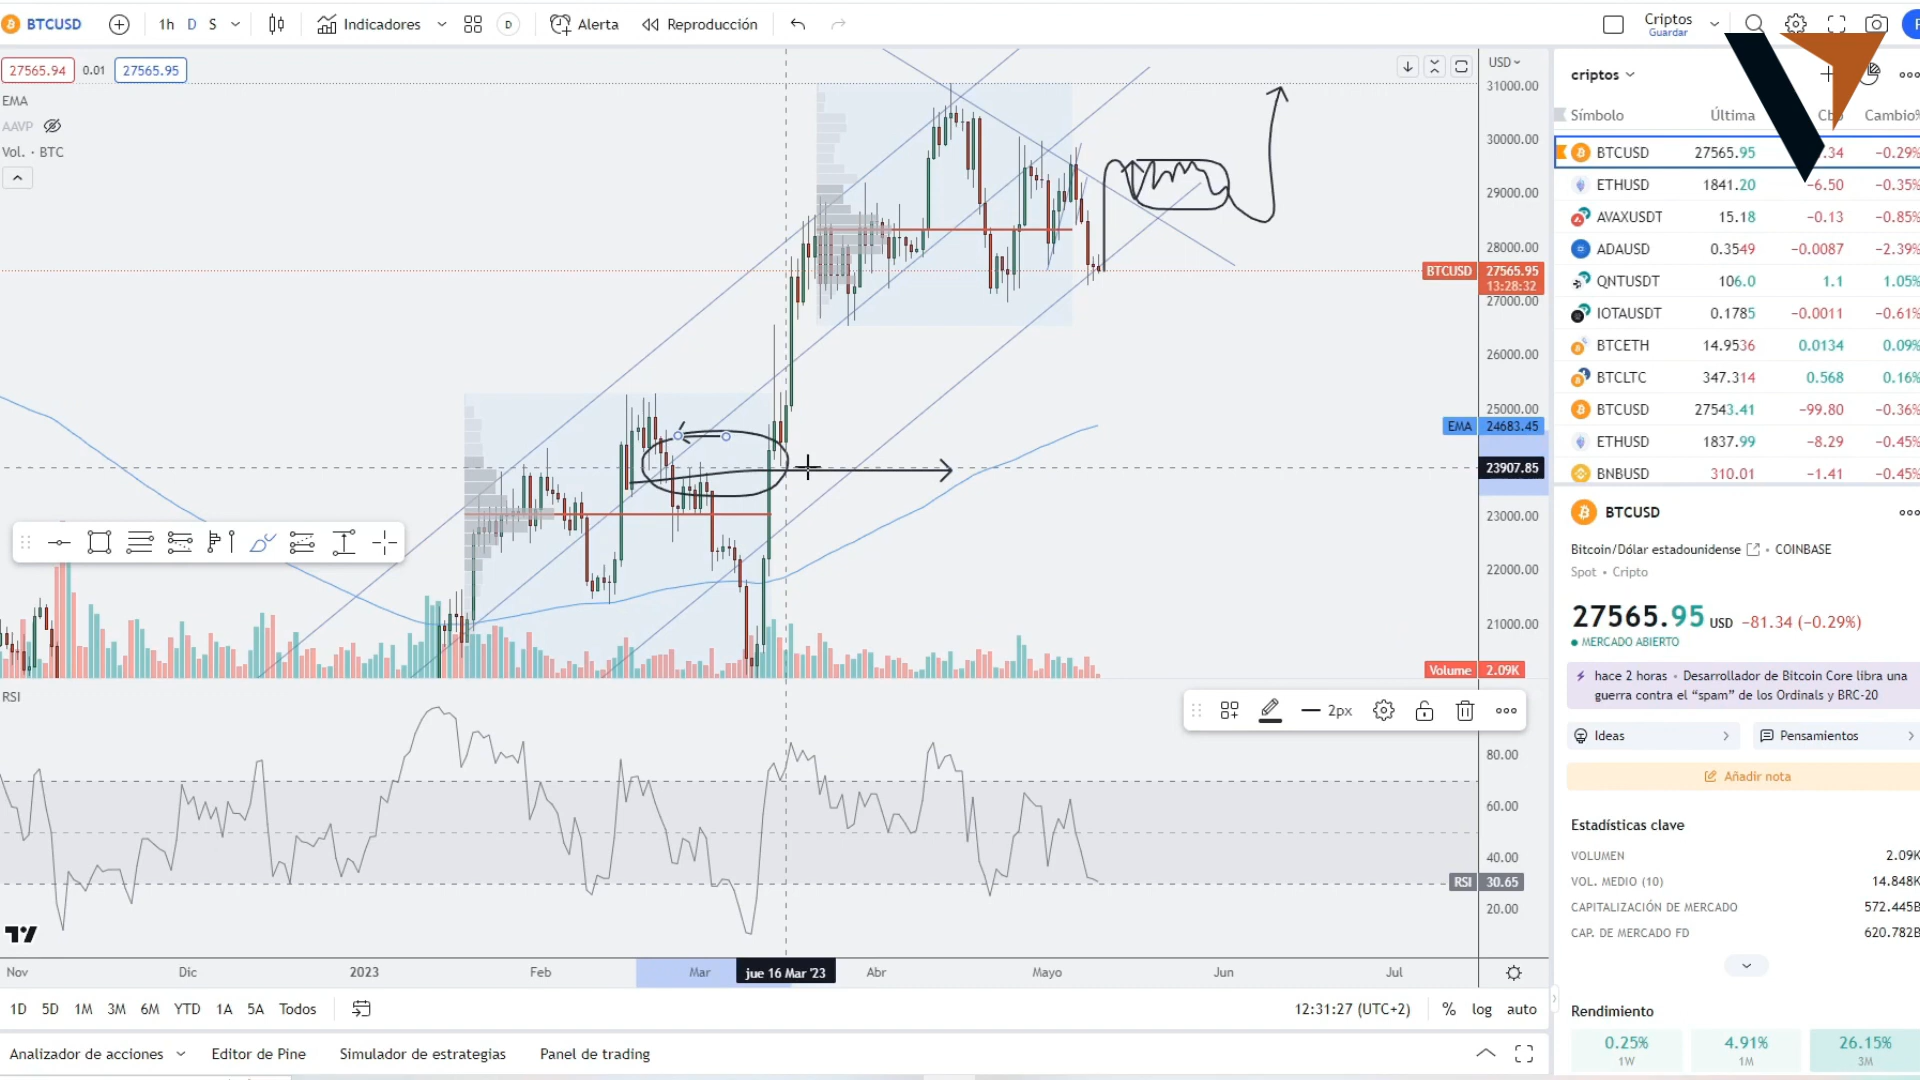 BTCUSD 1h D S Indicadores D Alerta Reproducción Criptos
Guardar
27565.94 0.01 27565.95
EMA
AAVP
Vol. · BTC
USD
31000.00
30000.00
29000.00
28000.00
BTCUSD 27565.95
13:28:32
27000.00
26000.00
25000.00
EMA 24683.45
23907.85
23000.00
22000.00
21000.00
Volume 2.09K
RSI
2px
80.00
60.00
40.00
RSI 30.65
20.00
Nov Dic 2023 Feb Mar jue 16 Mar '23 Abr Mayo Jun Jul
1D 5D 1M 3M 6M YTD 1A 5A Todos 12:31:27 (UTC+2) % log auto
Analizador de acciones Editor de Pine Simulador de estrategias Panel de trading
criptos
Símbolo Última Cambio%
BTCUSD 27565.95 .34 −0.29%
ETHUSD 1841.20 −6.50 −0.35%
AVAXUSDT 15.18 −0.13 −0.85%
ADAUSD 0.3549 −0.0087 −2.39%
QNTUSDT 106.0 1.1 1.05%
IOTAUSDT 0.1785 −0.0011 −0.61%
BTCETH 14.9536 0.0134 0.09%
BTCLTC 347.314 0.568 0.16%
BTCUSD 27543.41 −99.80 −0.36%
ETHUSD 1837.99 −8.29 −0.45%
BNBUSD 310.01 −1.41 −0.45%
BTCUSD
Bitcoin/Dólar estadounidense • COINBASE
Spot • Cripto
27565.95 USD −81.34 (−0.29%)
MERCADO ABIERTO
hace 2 horas • Desarrollador de Bitcoin Core libra una
guerra contra el “spam” de los Ordinals y BRC-20
Ideas Pensamientos
Añadir nota
Estadísticas clave
VOLUMEN 2.09K
VOL. MEDIO (10) 14.848K
CAPITALIZACIÓN DE MERCADO 572.445B
CAP. DE MERCADO FD 620.782B
Rendimiento
0.25% 4.91% 26.15%
1W 1M 3M